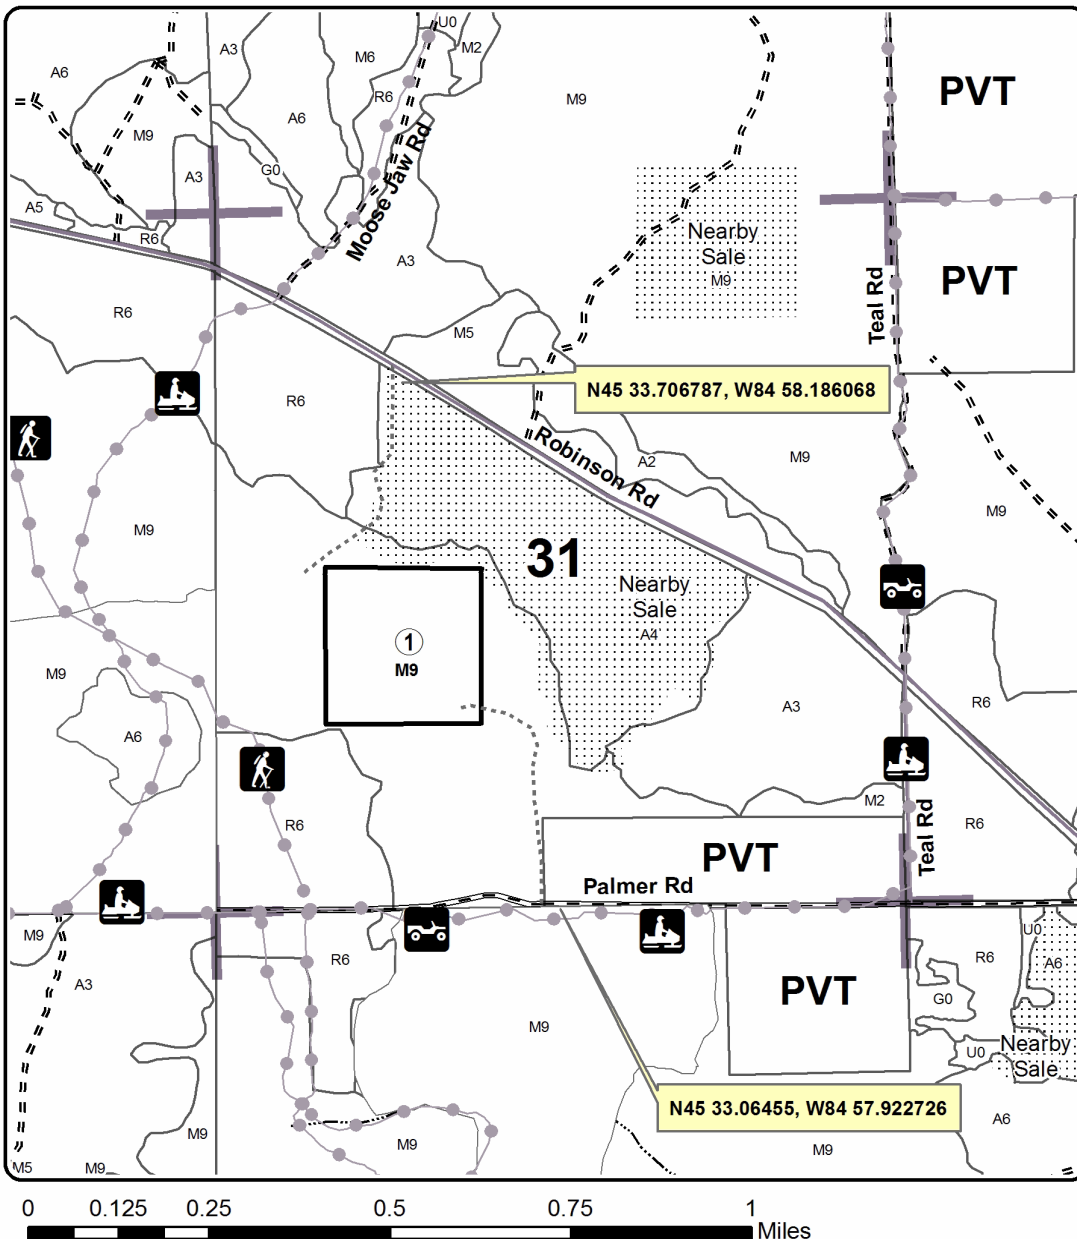 U0
A3
M6
M2
A6
R6
M9
PVT
A6
M9
G0
A3
Moose Jaw Rd
A5
R6
A3
Nearby
Sale
M9
PVT
Teal Rd
R6
M5
N45 33.706787, W84 58.186068
R6
Robinson Rd
A2
M9
M9
M9
31
Nearby
Sale
A4
1
M9
M9
A6
A3
R6
M2
R6
R6
PVT
Teal Rd
Palmer Rd
M9
A3
R6
PVT
R6
U0
A6
G0
M9
U0
Nearby
Sale
N45 33.06455, W84 57.922726
M9
M9
A6
M9
M5
M9
0 0.125 0.25 0.5 0.75 1
Miles